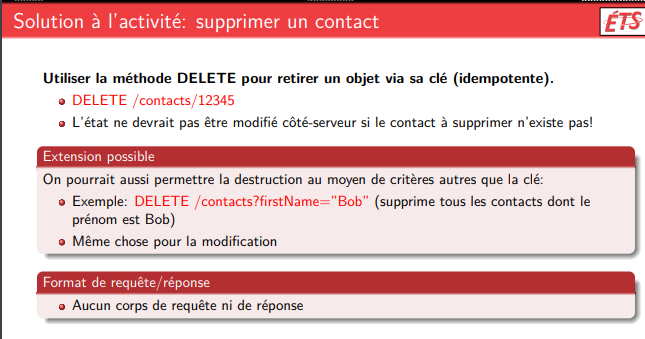 Solution à l'activité: supprimer un contact
ÉTS
Utiliser la méthode DELETE pour retirer un objet via sa clé (idempotente).
DELETE /contacts/12345
L'état ne devrait pas être modifié côté-serveur si le contact à supprimer n'existe pas!
Extension possible
On pourrait aussi permettre la destruction au moyen de critères autres que la clé:
Exemple: DELETE /contacts?firstName="Bob" (supprime tous les contacts dont le
prénom est Bob)
Même chose pour la modification
Format de requête/réponse
Aucun corps de requête ni de réponse